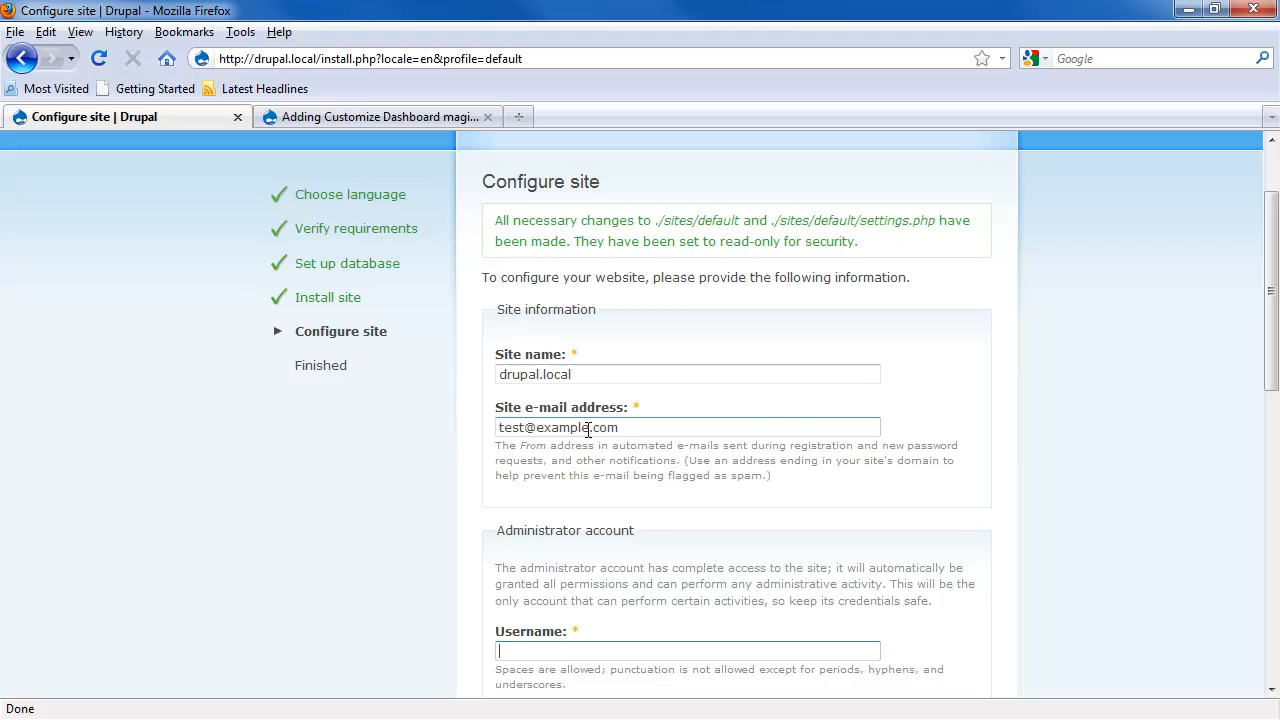 Configure site | Drupal - Mozilla Firefox
File Edit View History Bookmarks Tools Help
http://drupal.local/install.php?locale=en&profile=default
Google
Most Visited Getting Started Latest Headlines
Configure site | Drupal
Adding Customize Dashboard magi...
Choose language
Verify requirements
Set up database
Install site
Configure site
Finished
Configure site
All necessary changes to ./sites/default and ./sites/default/settings.php have
been made. They have been set to read-only for security.
To configure your website, please provide the following information.
Site information
Site name: *
drupal.local
Site e-mail address: *
test@example.com
The From address in automated e-mails sent during registration and new password
requests, and other notifications. (Use an address ending in your site's domain to
help prevent this e-mail being flagged as spam.)
Administrator account
The administrator account has complete access to the site; it will automatically be
granted all permissions and can perform any administrative activity. This will be the
only account that can perform certain activities, so keep its credentials safe.
Username: *
Spaces are allowed; punctuation is not allowed except for periods, hyphens, and
underscores.
Done